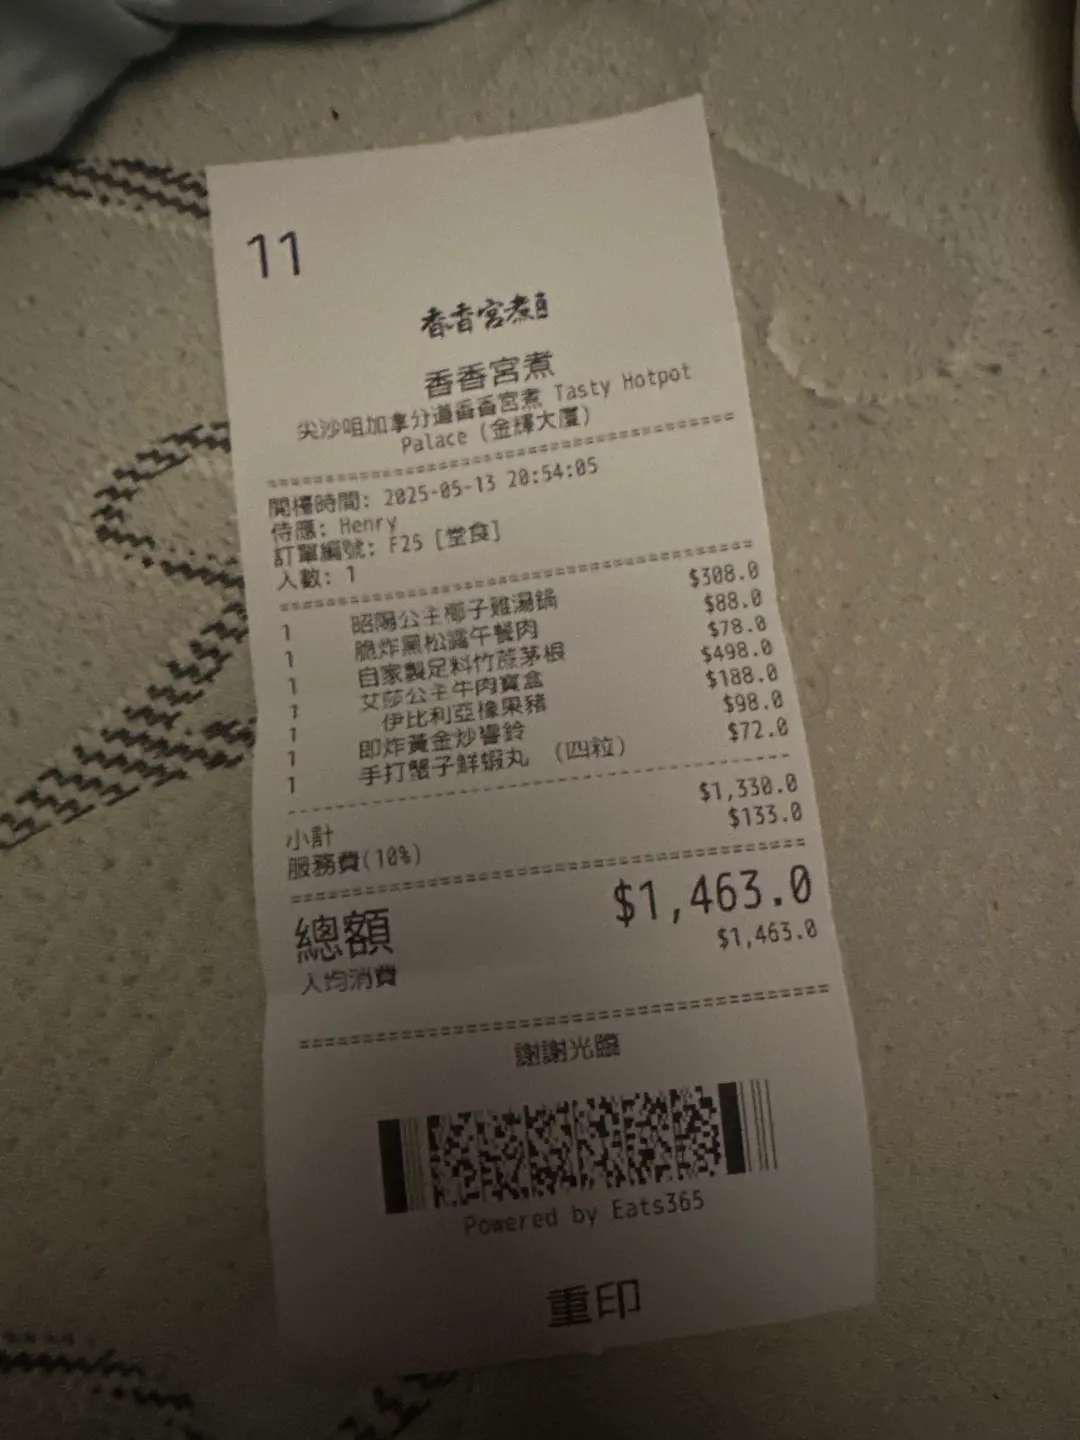 11
香香宮煮
香香宮煮
尖沙咀加拿分道香香宮煮 Tasty Hotpot
Palace (金輝大廈)
開檯時間: 2025-05-13 20:54:05
侍應: Henry
訂單編號: F25 [堂食]
人數: 1
1 昭陽公主椰子雞湯鍋 $308.0
1 脆炸黑松露午餐肉 $88.0
1 自家製足料竹蔗茅根 $78.0
1 艾莎公主牛肉寶盒 $498.0
伊比利亞橡果豬 $188.0
1 即炸黃金炒響鈴 $98.0
1 手打蟹子鮮蝦丸 (四粒) $72.0
小計 $1,330.0
服務費(10%) $133.0
總額 $1,463.0
人均消費 $1,463.0
謝謝光臨
Powered by Eats365
重印